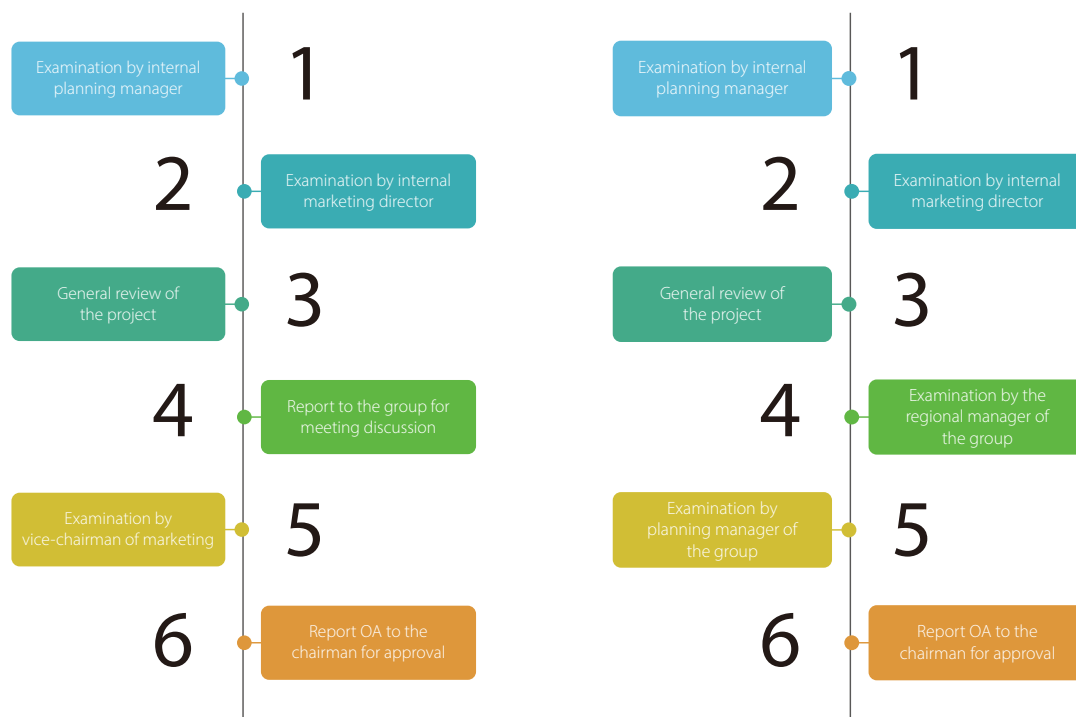 Examination by internal
planning manager
1
2
Examination by internal
marketing director
General review of
the project
3
4
Report to the group for
meeting discussion
Examination by
vice-chairman of marketing
5
6
Report OA to the
chairman for approval
Examination by internal
planning manager
1
2
Examination by internal
marketing director
General review of
the project
3
4
Examination by the
regional manager of
the group
Examination by
planning manager of
the group
5
6
Report OA to the
chairman for approval